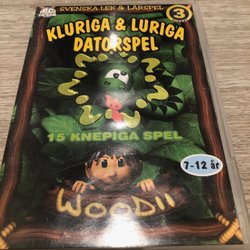 SVENSKA LEK & LÄRSPEL
3
KLURIGA & LURIGA
DATORSPEL
15 KNEPIGA SPEL
7-12 år
WOODII